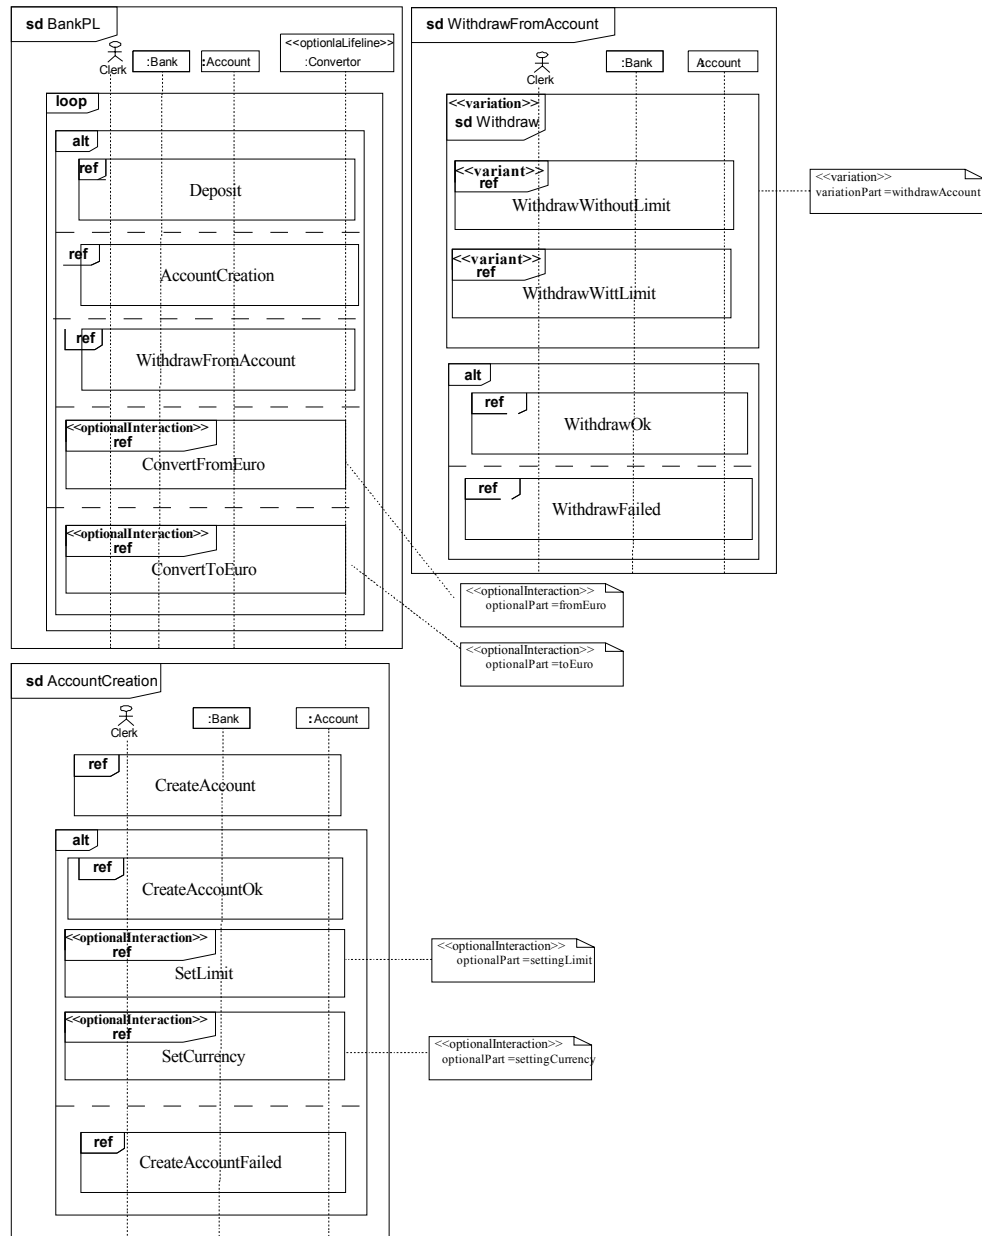 sd BankPL
<<optionlaLifeline>>
Clerk
:Bank
:Account
:Convertor
loop
alt
ref
Deposit
ref
AccountCreation
ref
WithdrawFromAccount
<<optionalInteraction>>
ref
ConvertFromEuro
<<optionalInteraction>>
ref
ConvertToEuro
sd WithdrawFromAccount
Clerk
:Bank
:Account
<<variation>>
sd Withdraw
<<variant>>
ref
WithdrawWithoutLimit
<<variant>>
ref
WithdrawWittLimit
alt
ref
WithdrawOk
ref
WithdrawFailed
<<variation>>
variationPart =withdrawAccount
<<optionalInteraction>>
optionalPart =fromEuro
<<optionalInteraction>>
optionalPart =toEuro
sd AccountCreation
Clerk
:Bank
:Account
ref
CreateAccount
alt
ref
CreateAccountOk
<<optionalInteraction>>
ref
SetLimit
<<optionalInteraction>>
ref
SetCurrency
ref
CreateAccountFailed
<<optionalInteraction>>
optionalPart =settingLimit
<<optionalInteraction>>
optionalPart =settingCurrency